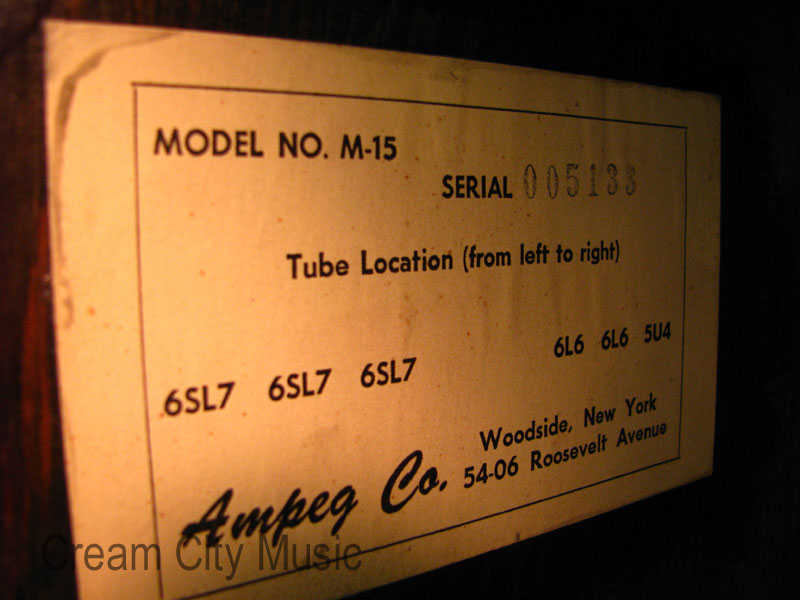 MODEL NO. M-15
SERIAL 005133
Tube Location (from left to right)
6SL7 6SL7 6SL7 6L6 6L6 5U4
Woodside, New York
Ampeg Co. 54-06 Roosevelt Avenue
Cream City Music